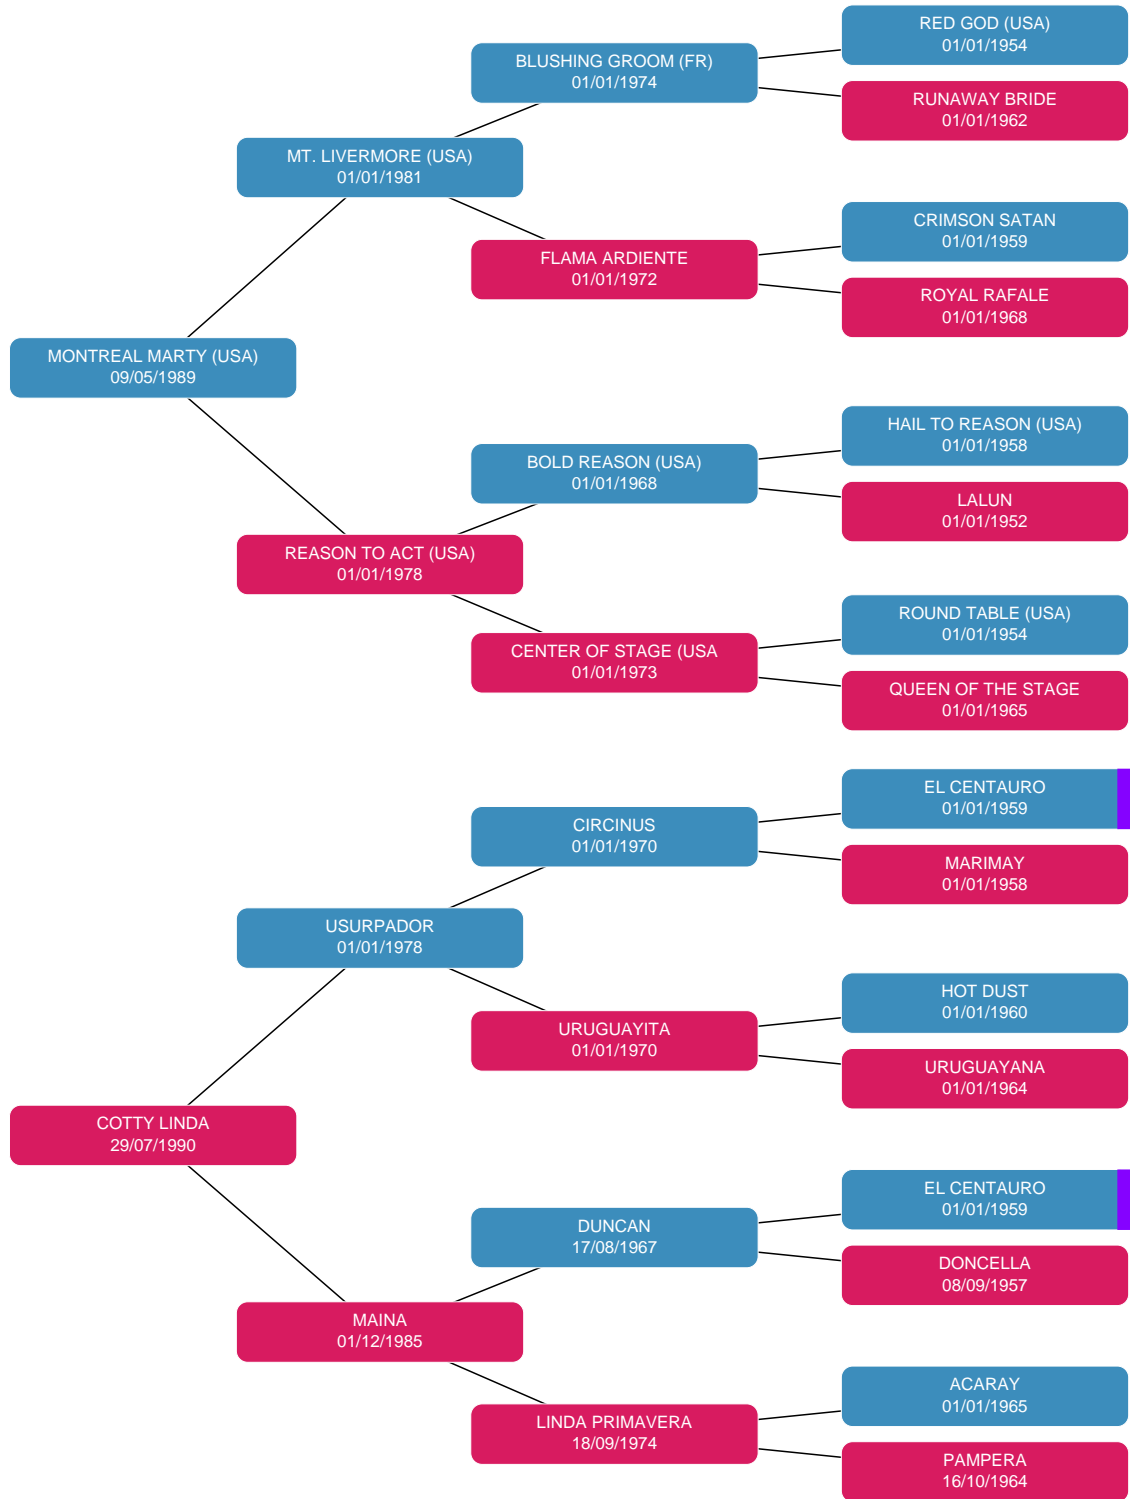 RED GOD (USA)
01/01/1954
BLUSHING GROOM (FR)
01/01/1974
RUNAWAY BRIDE
01/01/1962
MT. LIVERMORE (USA)
01/01/1981
CRIMSON SATAN
01/01/1959
FLAMA ARDIENTE
01/01/1972
ROYAL RAFALE
01/01/1968
MONTREAL MARTY (USA)
09/05/1989
HAIL TO REASON (USA)
01/01/1958
BOLD REASON (USA)
01/01/1968
LALUN
01/01/1952
REASON TO ACT (USA)
01/01/1978
ROUND TABLE (USA)
01/01/1954
CENTER OF STAGE (USA
01/01/1973
QUEEN OF THE STAGE
01/01/1965
EL CENTAURO
01/01/1959
CIRCINUS
01/01/1970
MARIMAY
01/01/1958
USURPADOR
01/01/1978
HOT DUST
01/01/1960
URUGUAYITA
01/01/1970
URUGUAYANA
01/01/1964
COTTY LINDA
29/07/1990
EL CENTAURO
01/01/1959
DUNCAN
17/08/1967
DONCELLA
08/09/1957
MAINA
01/12/1985
ACARAY
01/01/1965
LINDA PRIMAVERA
18/09/1974
PAMPERA
16/10/1964